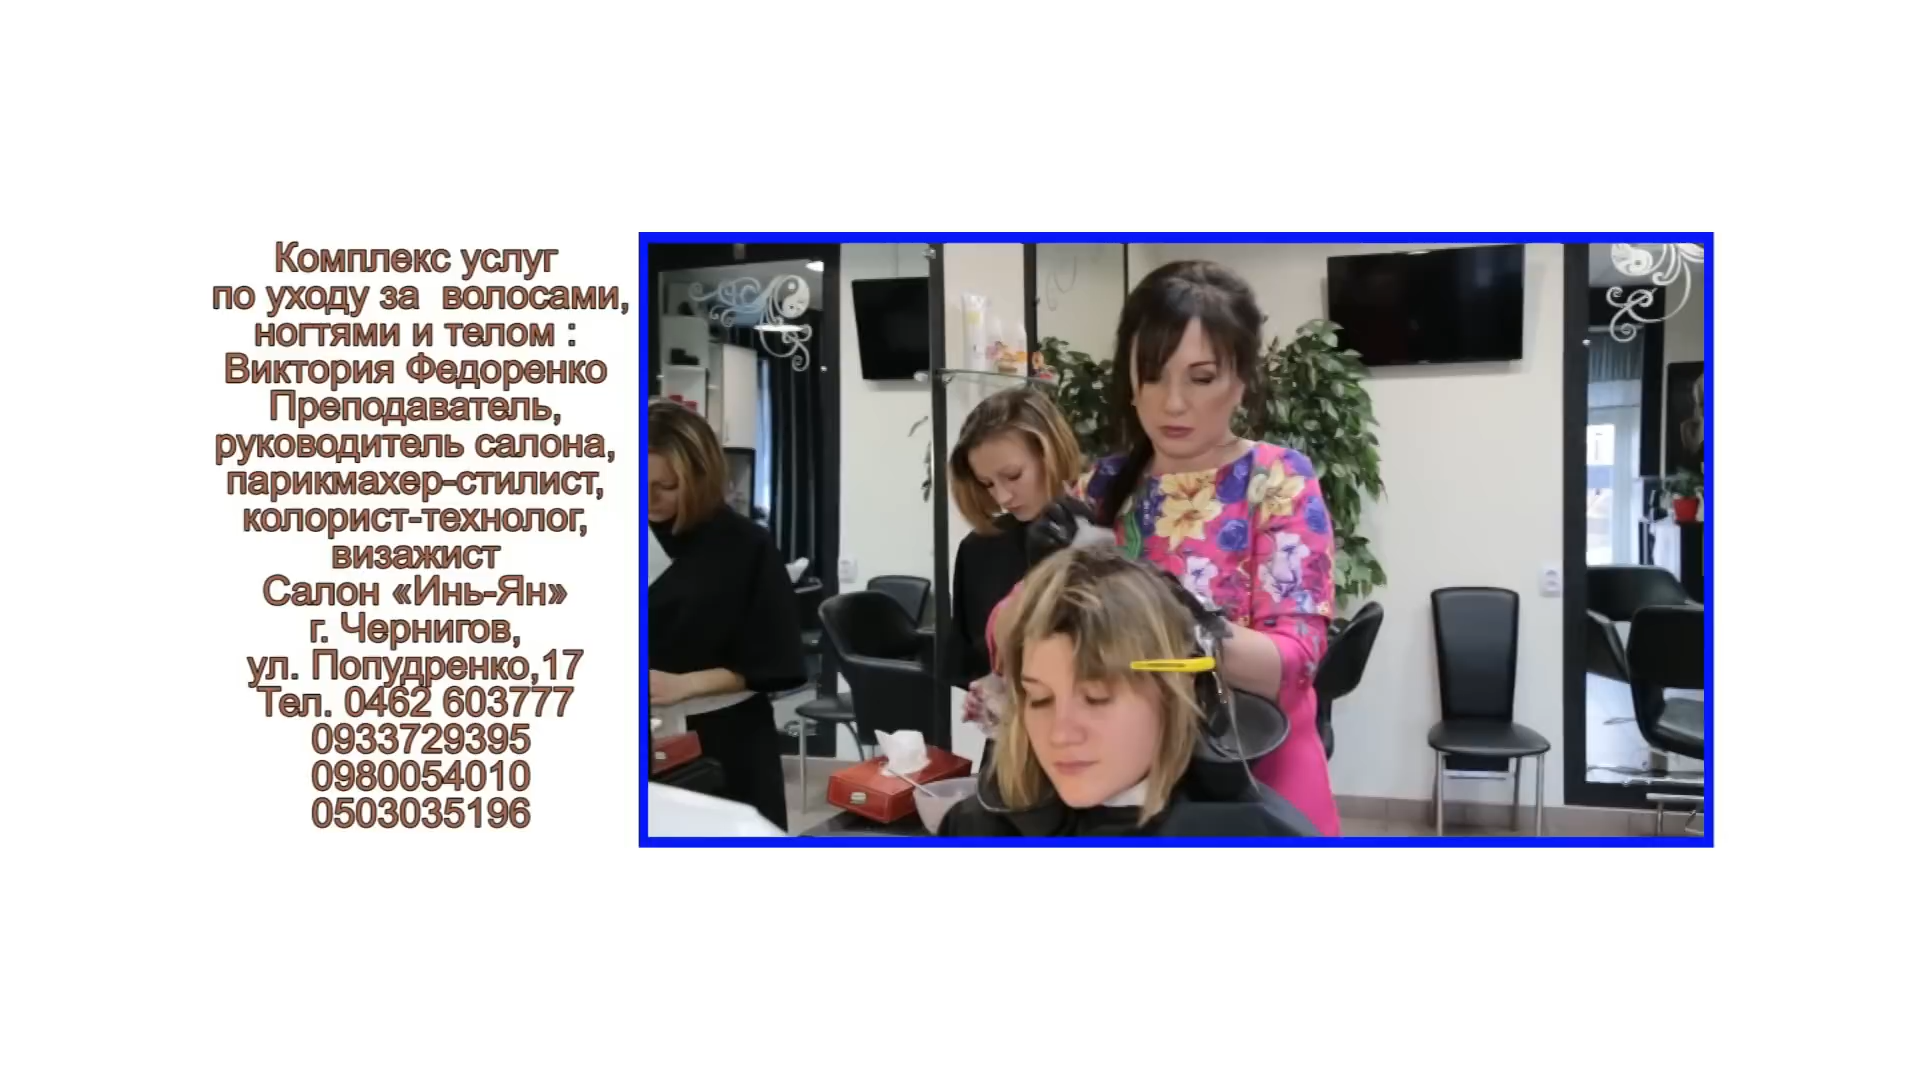 Комплекс услуг
по уходу за волосами,
ногтями и телом :
Виктория Федоренко
Преподаватель,
руководитель салона,
парикмахер-стилист,
колорист-технолог,
визажист
Салон «Инь-Ян»
г. Чернигов,
ул. Попудренко,17
Тел. 0462 603777
0933729395
0980054010
0503035196